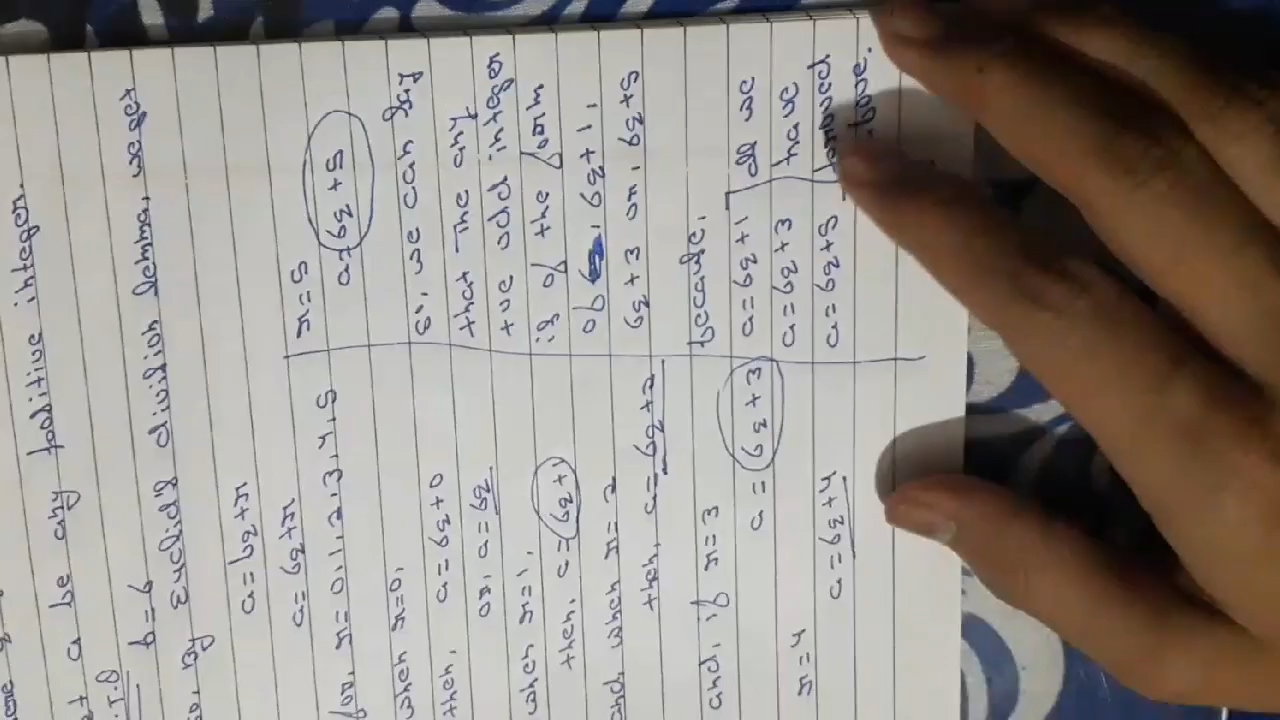 a be any positive integer.
b = 6
By Euclid's division lemma, we get
a = bq + r
a = 6q + r
for, r = 0, 1, 2, 3, 4, 5
when r = 0,
then, a = 6q + 0
or, a = 6q
when r = 1,
then, a = 6q + 1
and when r = 2
then, a = 6q + 2
and, if r = 3
a = 6q + 3
r = 4
a = 6q + 4
r = 5
a = 6q + 5
so, we can say
that The any
+ve odd integer
is of the form
of 6q + 1,
6q + 3 or, 6q + 5
because,
a = 6q + 1 all we
a = 6q + 3 have
a = 6q + 5